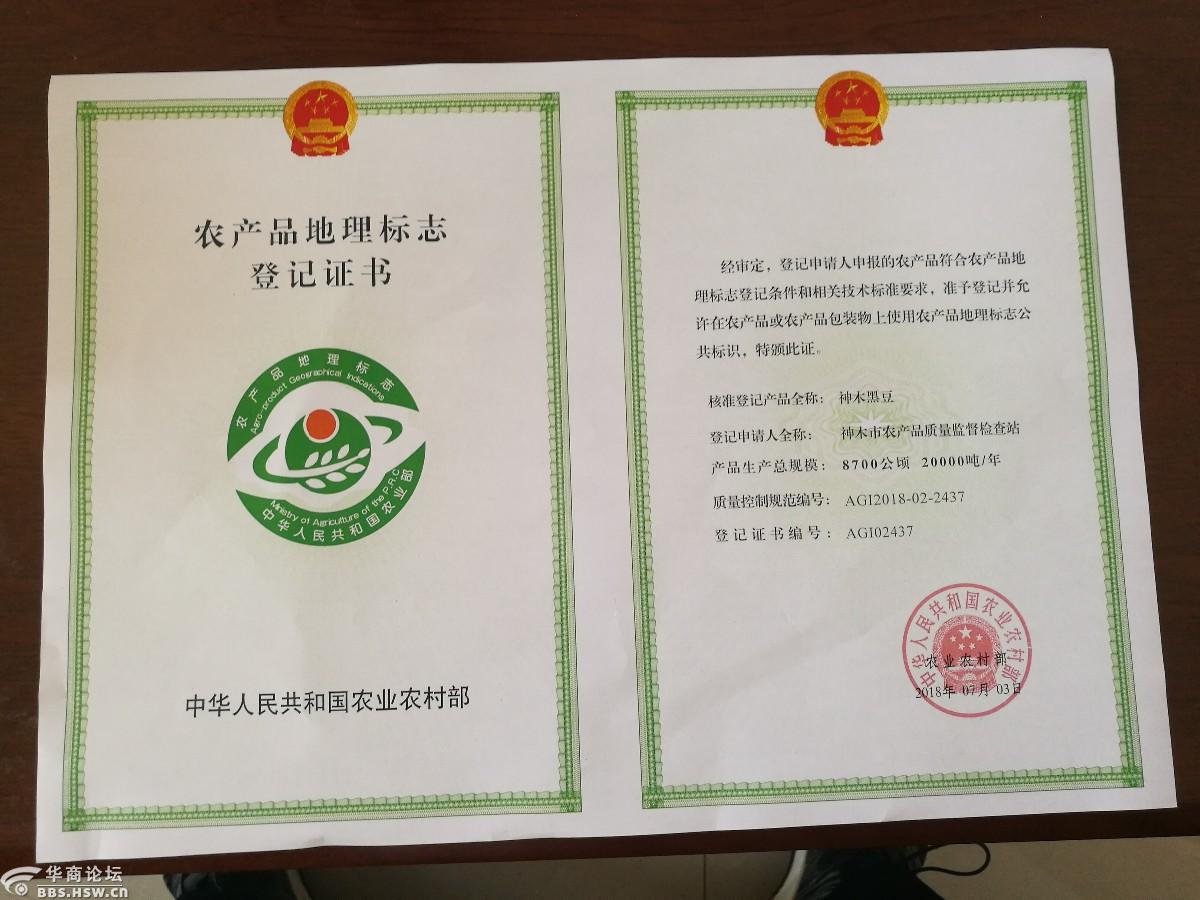 农产品地理标志
登记证书
农产品地理标志
Agro-product Geographical Indications
Ministry of Agriculture of the P.R.C
中华人民共和国农业部
中华人民共和国农业农村部
经审定，登记申请人申报的农产品符合农产品地
理标志登记条件和相关技术标准要求，准予登记并允
许在农产品或农产品包装物上使用农产品地理标志公
共标识，特颁此证。
核准登记产品全称： 神木黑豆
登记申请人全称： 神木市农产品质量监督检查站
产品生产总规模： 8700公顷 20000吨/年
质量控制规范编号： AGI2018-02-2437
登记证书编号： AGI02437
中华人民共和国农业农村部
农业农村部
2018年 07月 03日
华商论坛
BBS.HSW.CN